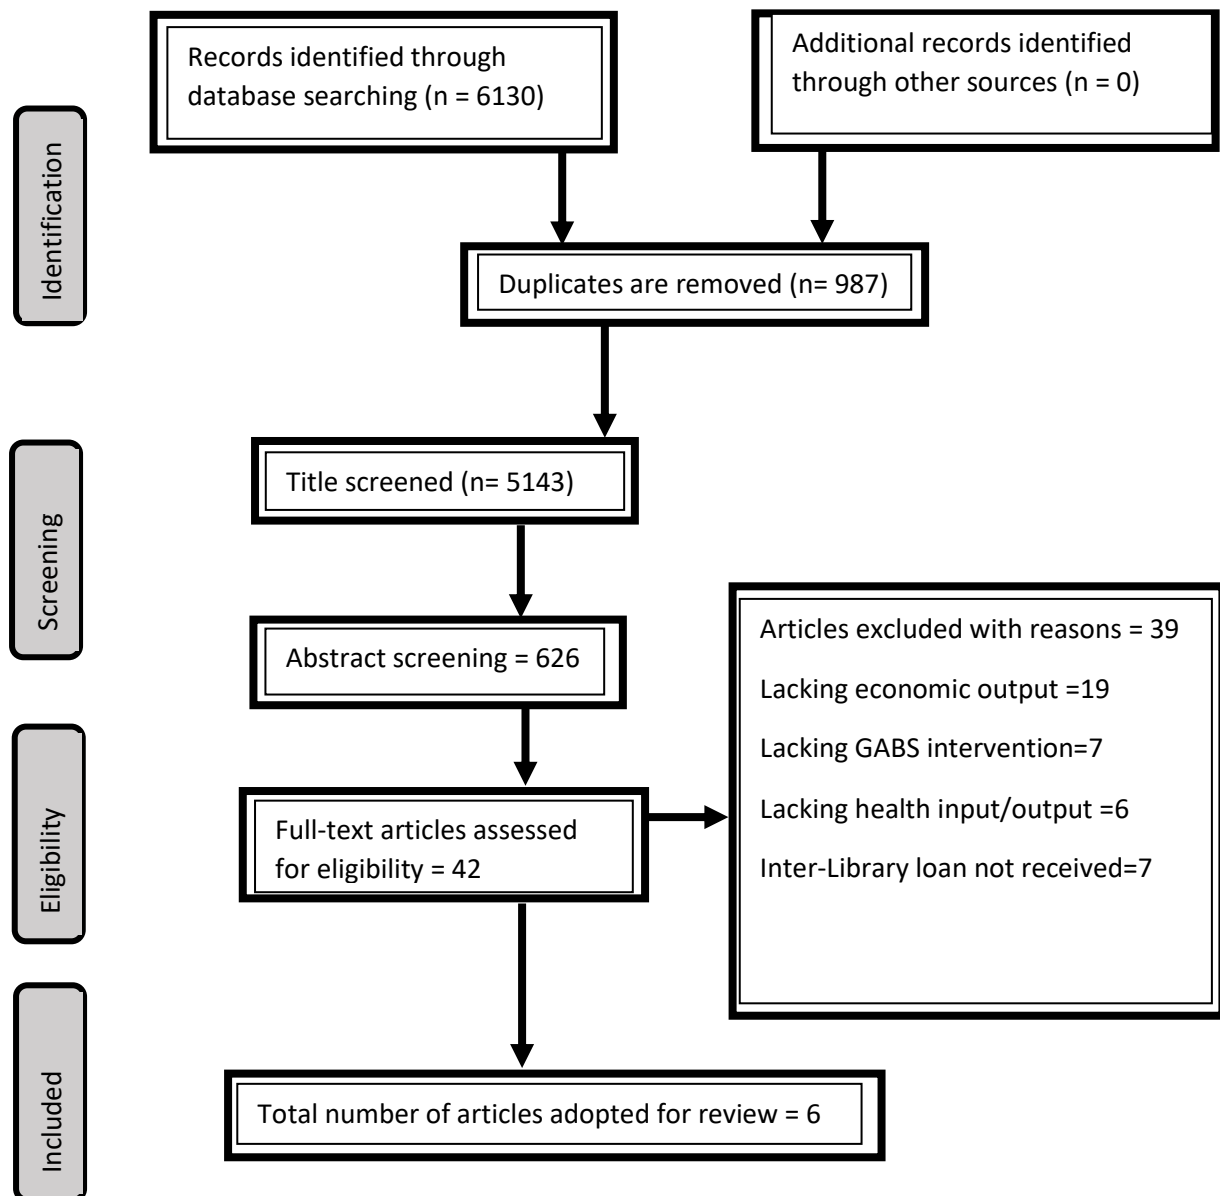 Records identified through
database searching (n = 6130)
Additional records identified
through other sources (n = 0)
Identification
Duplicates are removed (n= 987)
Screening
Title screened (n= 5143)
Abstract screening = 626
Eligibility
Full-text articles assessed
for eligibility = 42
Articles excluded with reasons = 39
Lacking economic output =19
Lacking GABS intervention=7
Lacking health input/output =6
Inter-Library loan not received=7
Included
Total number of articles adopted for review = 6